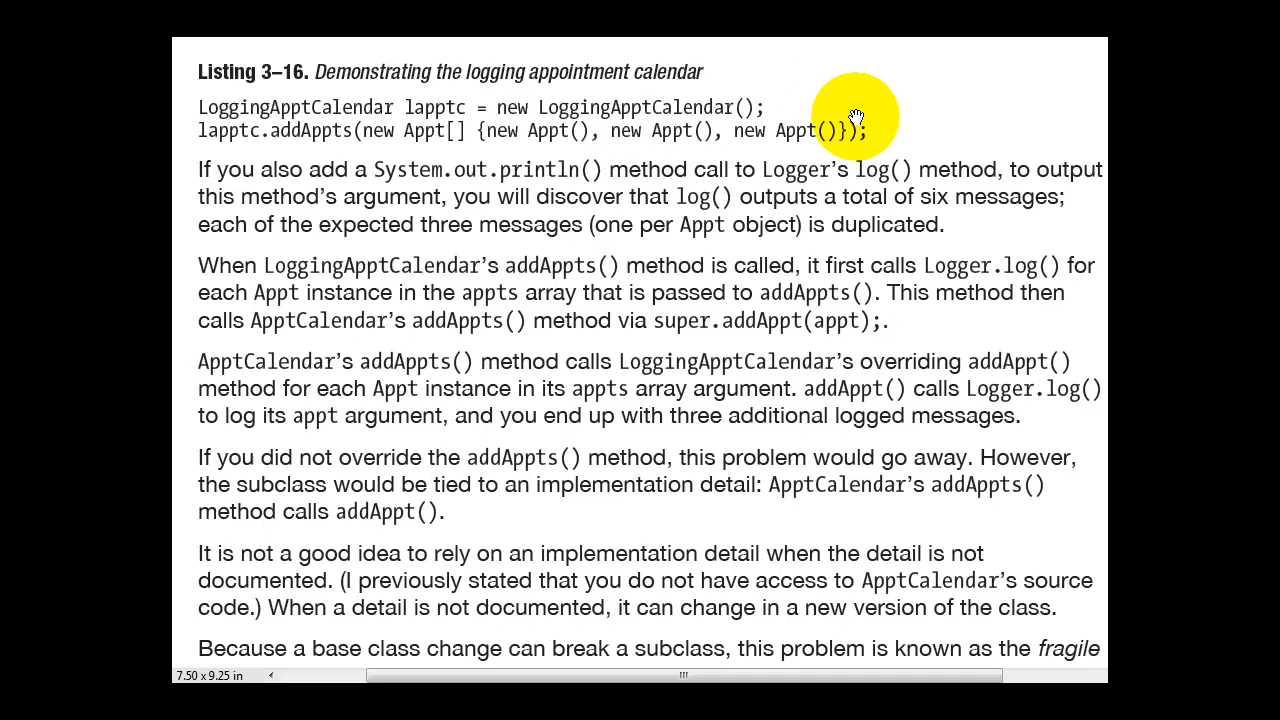 Listing 3–16. Demonstrating the logging appointment calendar
LoggingApptCalendar lapptc = new LoggingApptCalendar();
lapptc.addAppts(new Appt[] {new Appt(), new Appt(), new Appt()});
If you also add a System.out.println() method call to Logger's log() method, to output
this method's argument, you will discover that log() outputs a total of six messages;
each of the expected three messages (one per Appt object) is duplicated.
When LoggingApptCalendar's addAppts() method is called, it first calls Logger.log() for
each Appt instance in the appts array that is passed to addAppts(). This method then
calls ApptCalendar's addAppts() method via super.addAppt(appt);.
ApptCalendar's addAppts() method calls LoggingApptCalendar's overriding addAppt()
method for each Appt instance in its appts array argument. addAppt() calls Logger.log()
to log its appt argument, and you end up with three additional logged messages.
If you did not override the addAppts() method, this problem would go away. However,
the subclass would be tied to an implementation detail: ApptCalendar's addAppts()
method calls addAppt().
It is not a good idea to rely on an implementation detail when the detail is not
documented. (I previously stated that you do not have access to ApptCalendar's source
code.) When a detail is not documented, it can change in a new version of the class.
Because a base class change can break a subclass, this problem is known as the fragile
7.50 x 9.25 in